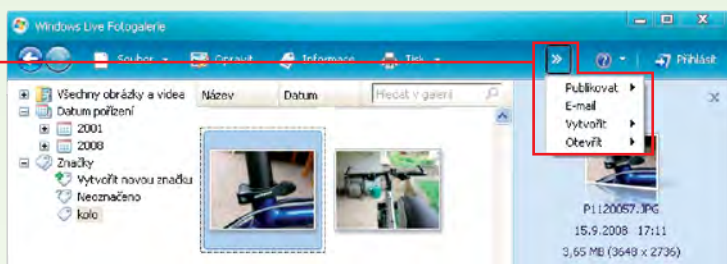 Windows Live Fotogalerie
Soubor Opravit Informace Tisk » Přihlásit
Všechny obrázky a videa
Datum pořízení
2001
2008
Značky
Vytvořit novou značku
Neoznačeno
kolo
Název Datum Hledat v galerii
Publikovat
E-mail
Vytvořit
Otevřít
P1120057.JPG
15.9.2008 17:11
3,65 MB (3648 x 2736)